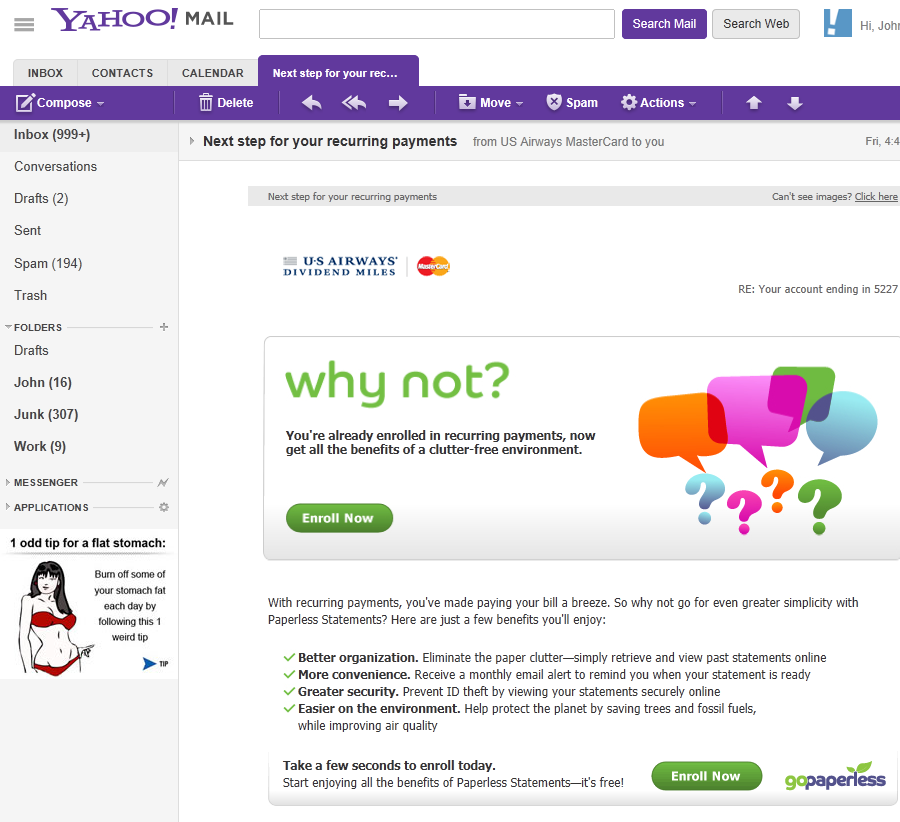 YAHOO! MAIL
Search Mail
Search Web
Hi, John
INBOX
CONTACTS
CALENDAR
Next step for your rec...
Compose
Delete
Move
Spam
Actions
Inbox (999+)
Conversations
Drafts (2)
Sent
Spam (194)
Trash
FOLDERS
Drafts
John (16)
Junk (307)
Work (9)
MESSENGER
APPLICATIONS
1 odd tip for a flat stomach:
Burn off some of
your stomach fat
each day by
following this 1
weird tip
TIP
Next step for your recurring payments from US Airways MasterCard to you
Fri, 4:4
Next step for your recurring payments
Can't see images? Click here
U·S AIRWAYS'
DIVIDEND MILES
MasterCard
RE: Your account ending in 5227
why not?
You're already enrolled in recurring payments, now
get all the benefits of a clutter-free environment.
Enroll Now
? ? ? ?
With recurring payments, you've made paying your bill a breeze. So why not go for even greater simplicity with
Paperless Statements? Here are just a few benefits you'll enjoy:
Better organization. Eliminate the paper clutter—simply retrieve and view past statements online
More convenience. Receive a monthly email alert to remind you when your statement is ready
Greater security. Prevent ID theft by viewing your statements securely online
Easier on the environment. Help protect the planet by saving trees and fossil fuels,
while improving air quality
Take a few seconds to enroll today.
Start enjoying all the benefits of Paperless Statements—it's free!
Enroll Now
gopaperless